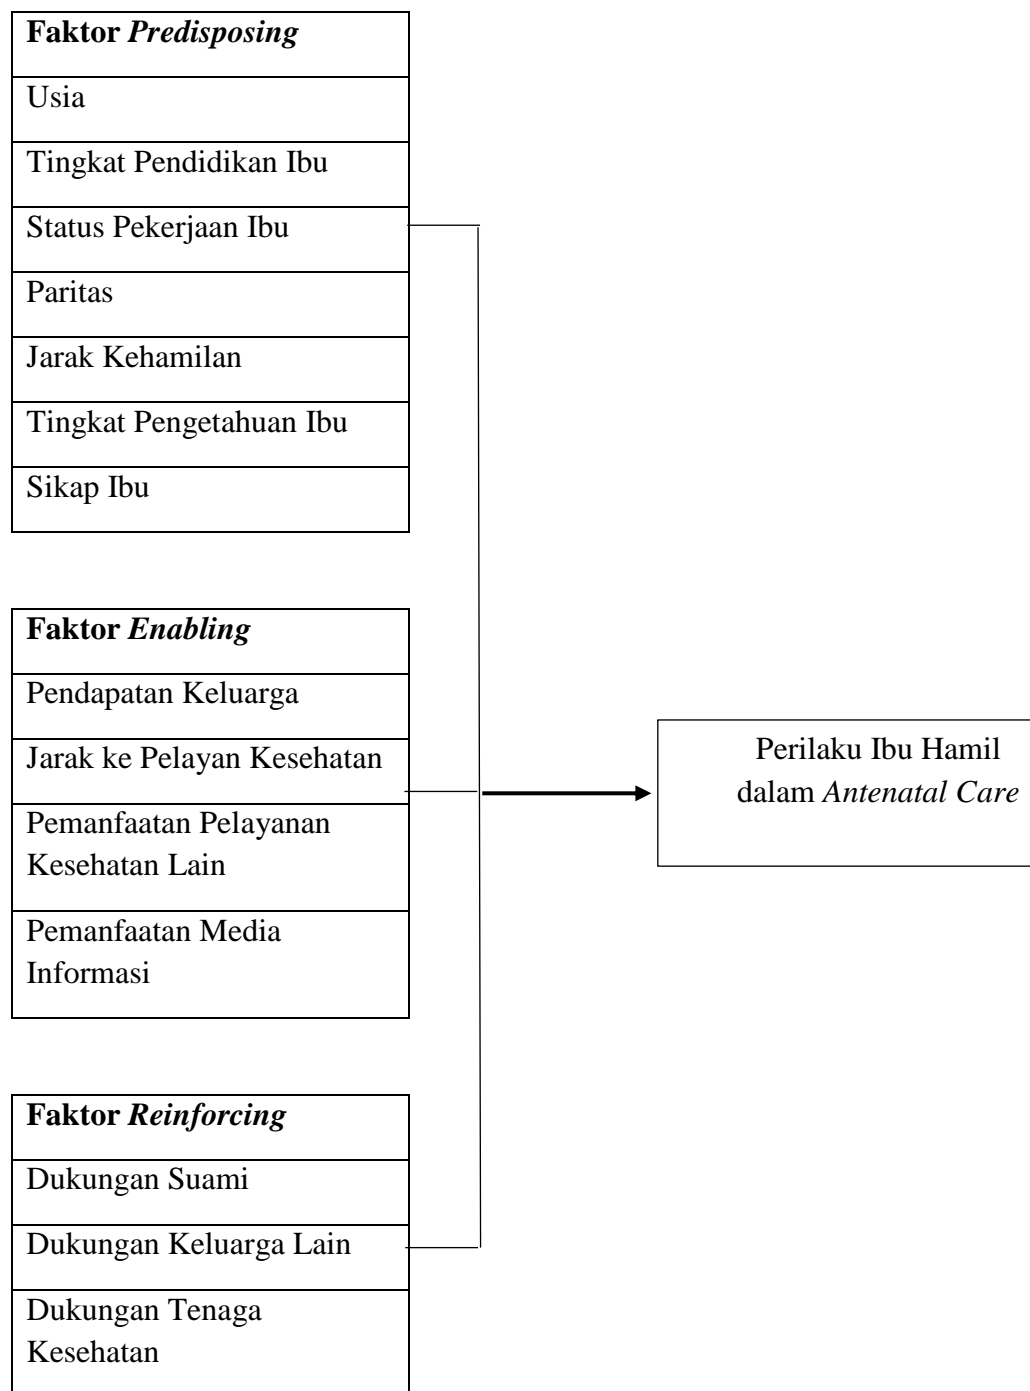 Faktor Predisposing
Usia
Tingkat Pendidikan Ibu
Status Pekerjaan Ibu
Paritas
Jarak Kehamilan
Tingkat Pengetahuan Ibu
Sikap Ibu
Faktor Enabling
Pendapatan Keluarga
Jarak ke Pelayan Kesehatan
Pemanfaatan Pelayanan
Kesehatan Lain
Pemanfaatan Media
Informasi
Faktor Reinforcing
Dukungan Suami
Dukungan Keluarga Lain
Dukungan Tenaga
Kesehatan
Perilaku Ibu Hamil
dalam Antenatal Care